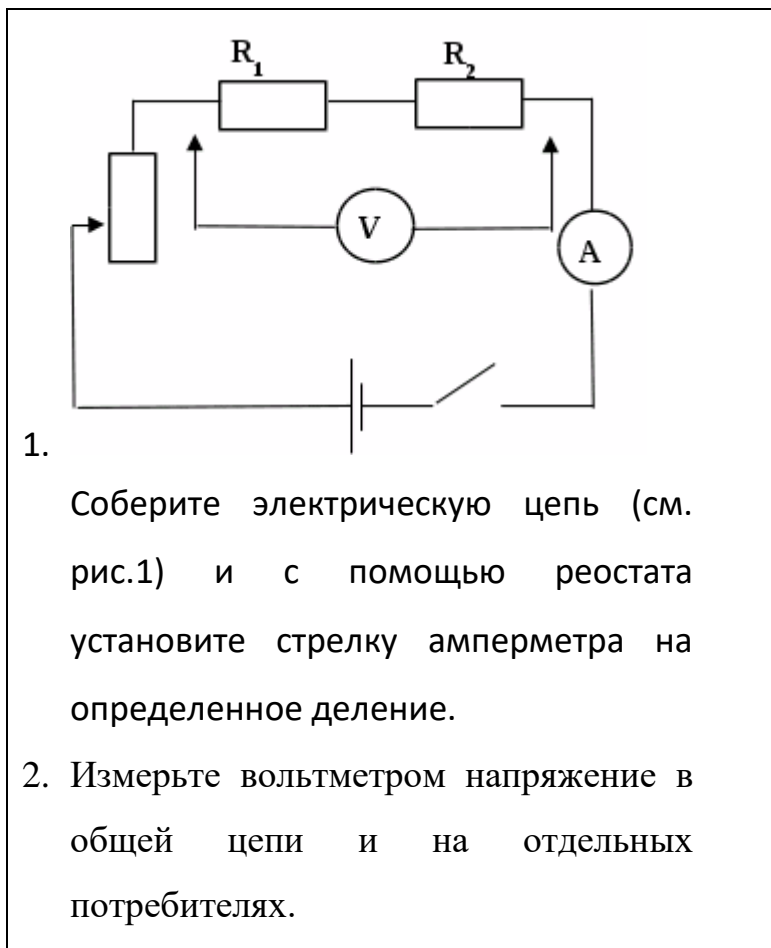 R1 R2
V
A
1.
Соберите электрическую цепь (см.
рис.1) и с помощью реостата
установите стрелку амперметра на
определенное деление.
2. Измерьте вольтметром напряжение в
общей цепи и на отдельных
потребителях.